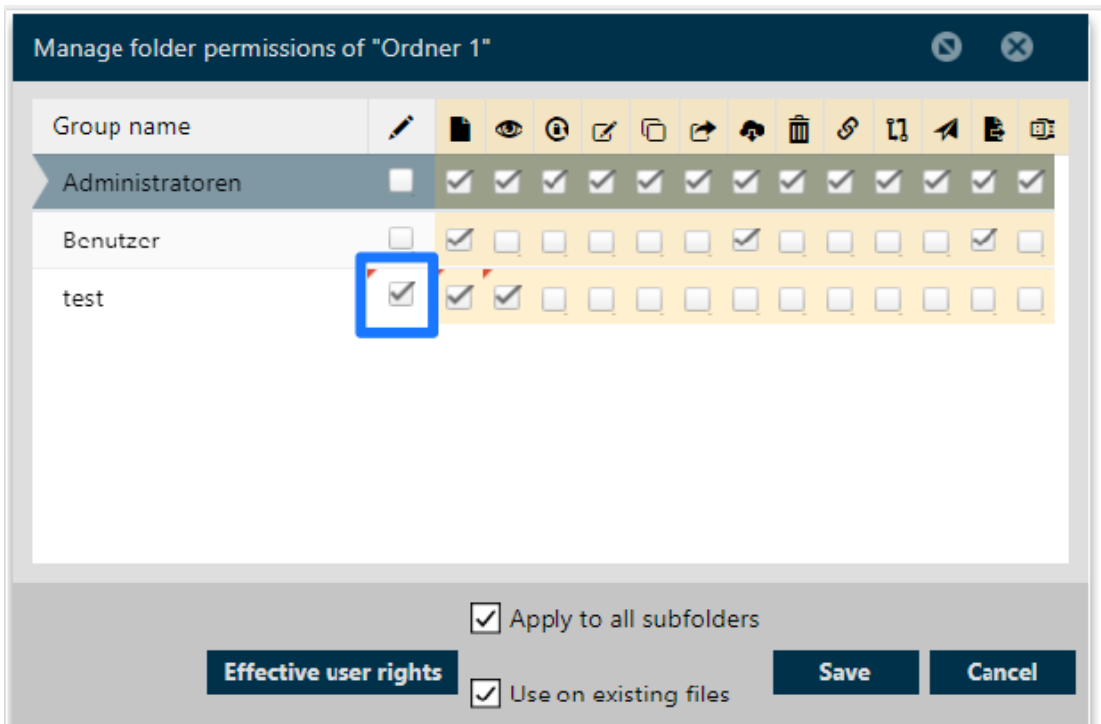 Manage folder permissions of "Ordner 1"
Group name
Administratoren
Benutzer
test
Apply to all subfolders
Effective user rights
Save
Cancel
Use on existing files